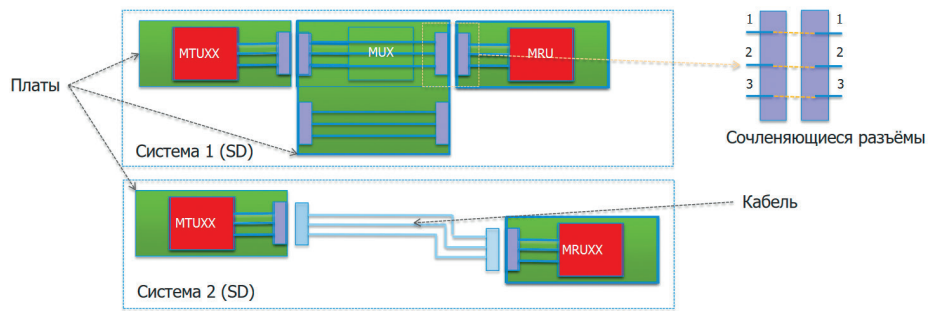 MTUXX
MUX
MRU
1 1
2 2
3 3
Сочленяющиеся разъёмы
Платы
Система 1 (SD)
MTUXX
Кабель
MRUXX
Система 2 (SD)